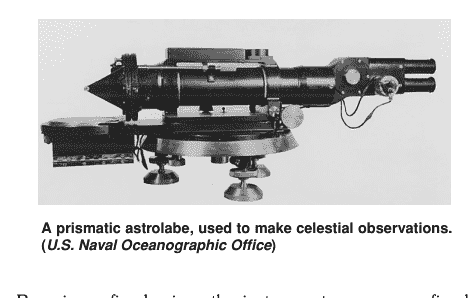 A prismatic astrolabe, used to make celestial observations.
(U.S. Naval Oceanographic Office)